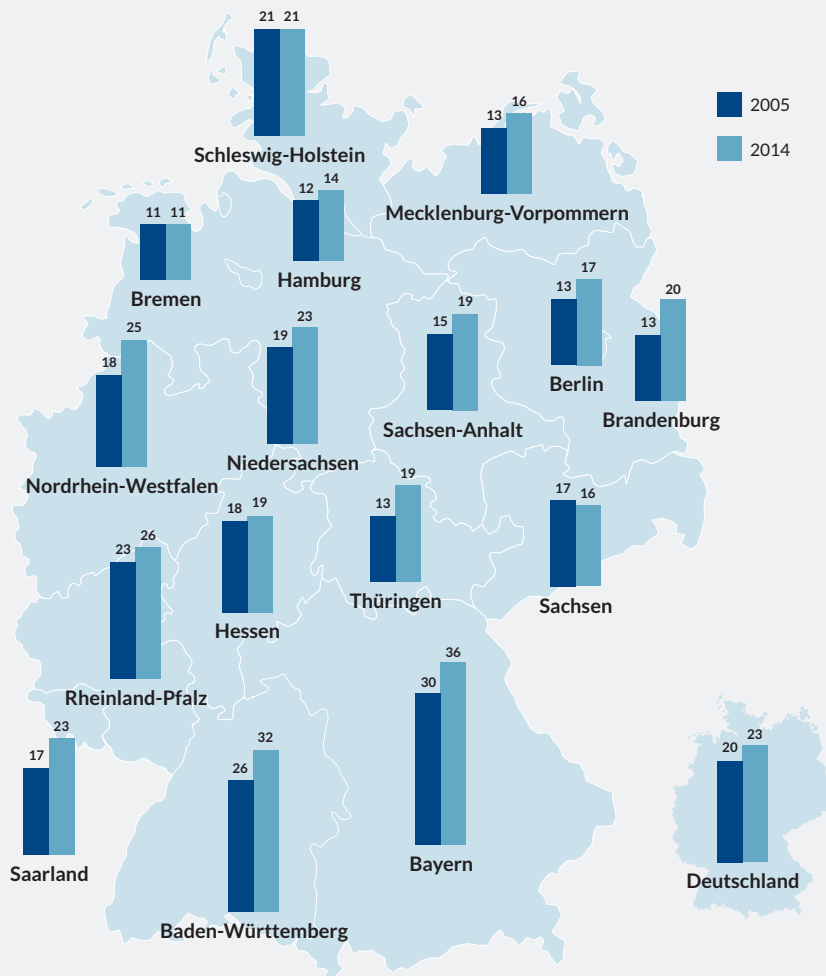 21 21
Schleswig-Holstein
2005
2014
13 16
Mecklenburg-Vorpommern
12 14
Hamburg
11 11
Bremen
13 17
Berlin
13 20
Brandenburg
15 19
Sachsen-Anhalt
19 23
Niedersachsen
18 25
Nordrhein-Westfalen
13 19
Thüringen
17 16
Sachsen
18 19
Hessen
23 26
Rheinland-Pfalz
17 23
Saarland
26 32
Baden-Württemberg
30 36
Bayern
20 23
Deutschland